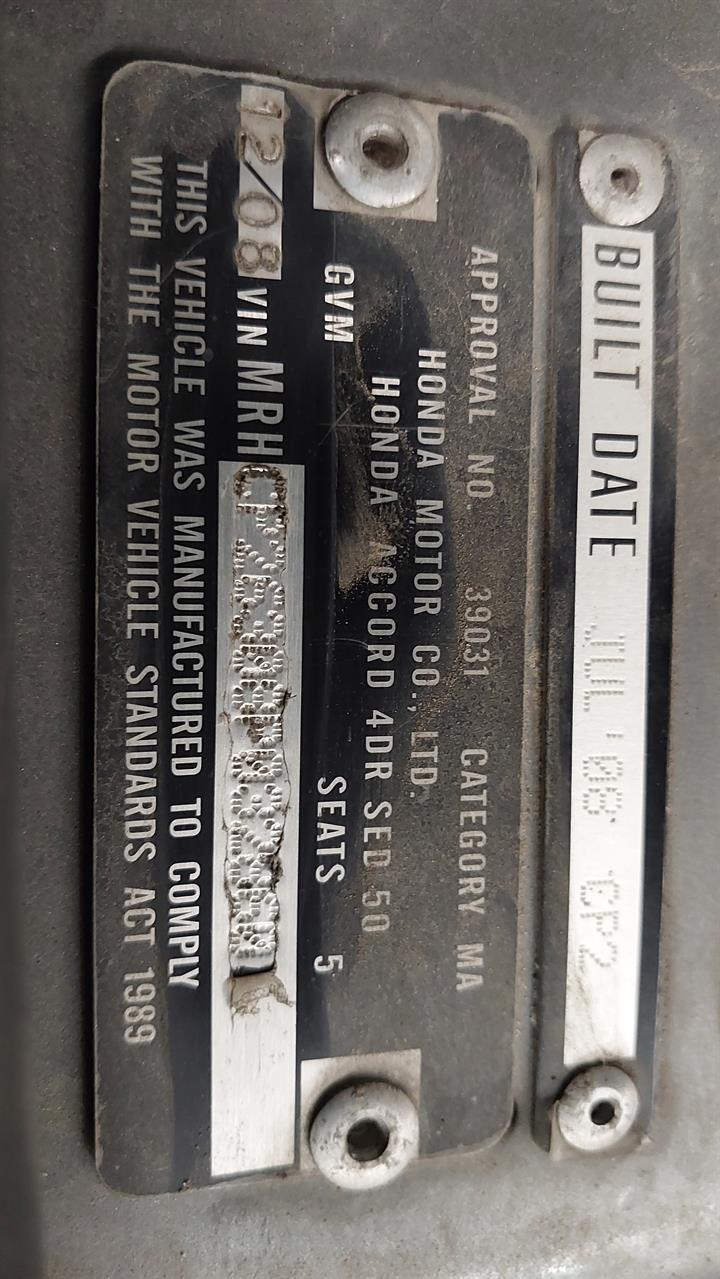 BUILT DATE JUL '08 CP2
APPROVAL NO. 39031 CATEGORY MA
HONDA MOTOR CO., LTD.
HONDA ACCORD 4DR SED 50
GVM SEATS 5
12/08 VIN MRH
THIS VEHICLE WAS MANUFACTURED TO COMPLY
WITH THE MOTOR VEHICLE STANDARDS ACT 1989